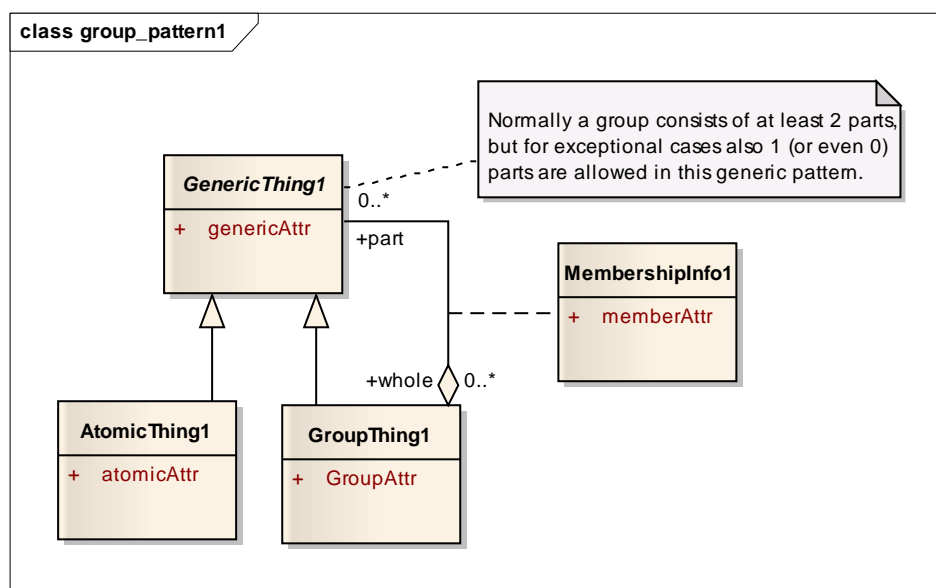 class group_pattern1
Normally a group consists of at least 2 parts,
but for exceptional cases also 1 (or even 0)
parts are allowed in this generic pattern.
GenericThing1
+ genericAttr
0..*
+part
MembershipInfo1
+ memberAttr
+whole
0..*
AtomicThing1
+ atomicAttr
GroupThing1
+ GroupAttr